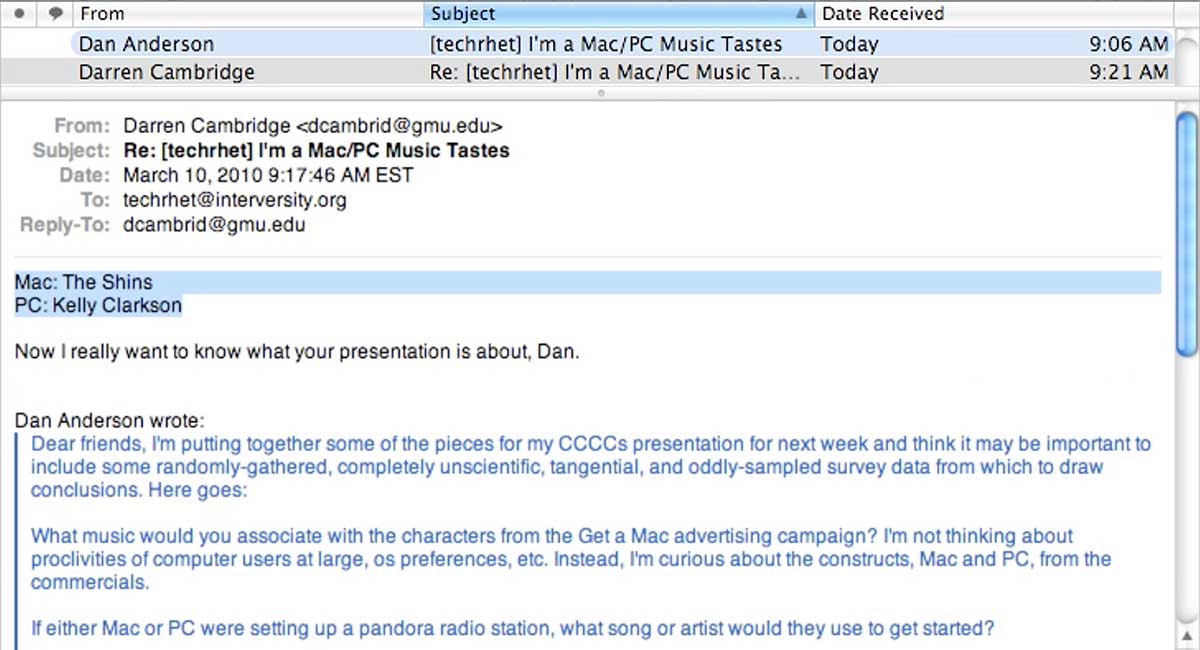 From Subject Date Received
Dan Anderson [techrhet] I'm a Mac/PC Music Tastes Today 9:06 AM
Darren Cambridge Re: [techrhet] I'm a Mac/PC Music Ta... Today 9:21 AM
From: Darren Cambridge <dcambrid@gmu.edu>
Subject: Re: [techrhet] I'm a Mac/PC Music Tastes
Date: March 10, 2010 9:17:46 AM EST
To: techrhet@interversity.org
Reply-To: dcambrid@gmu.edu
Mac: The Shins
PC: Kelly Clarkson
Now I really want to know what your presentation is about, Dan.
Dan Anderson wrote:
Dear friends, I'm putting together some of the pieces for my CCCCs presentation for next week and think it may be important to
include some randomly-gathered, completely unscientific, tangential, and oddly-sampled survey data from which to draw
conclusions. Here goes:
What music would you associate with the characters from the Get a Mac advertising campaign? I'm not thinking about
proclivities of computer users at large, os preferences, etc. Instead, I'm curious about the constructs, Mac and PC, from the
commercials.
If either Mac or PC were setting up a pandora radio station, what song or artist would they use to get started?